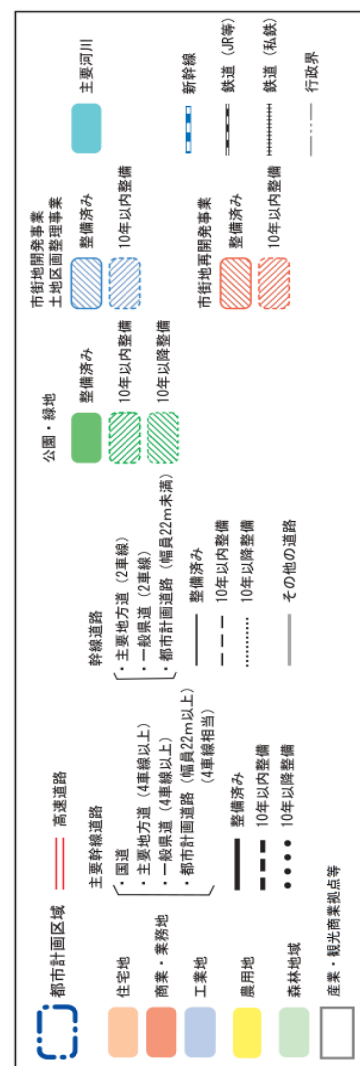 都市計画区域
住宅地
商業・業務地
工業地
農用地
森林地域
産業・観光商業拠点等
高速道路
主要幹線道路
・国道
・主要地方道（4車線以上）
・一般県道（4車線以上）
・都市計画道路（幅員22m以上）
（4車線相当）
整備済み
10年以内整備
10年以降整備
幹線道路
・主要地方道（2車線）
・一般県道（2車線）
・都市計画道路（幅員22m未満）
整備済み
10年以内整備
10年以降整備
その他の道路
公園・緑地
整備済み
10年以内整備
10年以降整備
市街地開発事業
土地区画整理事業
整備済み
10年以内整備
市街地再開発事業
整備済み
10年以内整備
主要河川
新幹線
鉄道（JR等）
鉄道（私鉄）
行政界